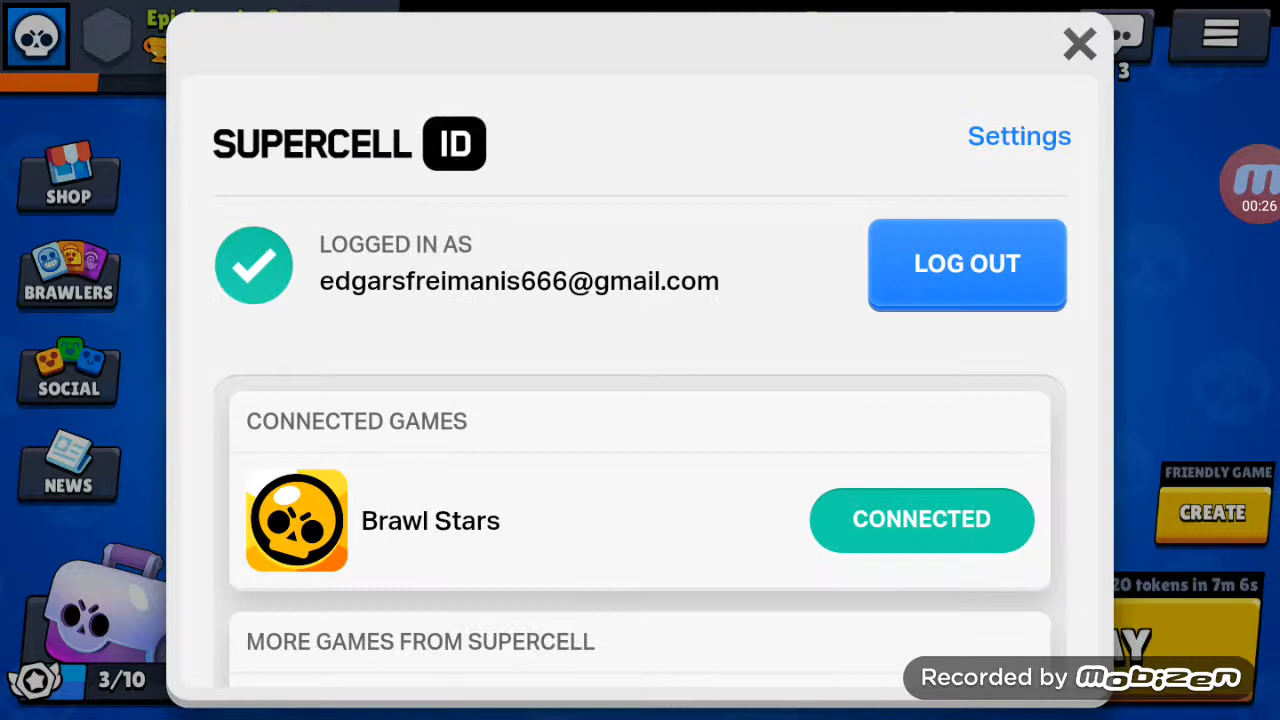 SUPERCELL ID
Settings
3
00:26
LOGGED IN AS
edgarsfreimanis666@gmail.com
LOG OUT
SHOP
BRAWLERS
SOCIAL
NEWS
CONNECTED GAMES
Brawl Stars
CONNECTED
FRIENDLY GAME
CREATE
20 tokens in 7m 6s
MORE GAMES FROM SUPERCELL
3/10
Recorded by mobizen